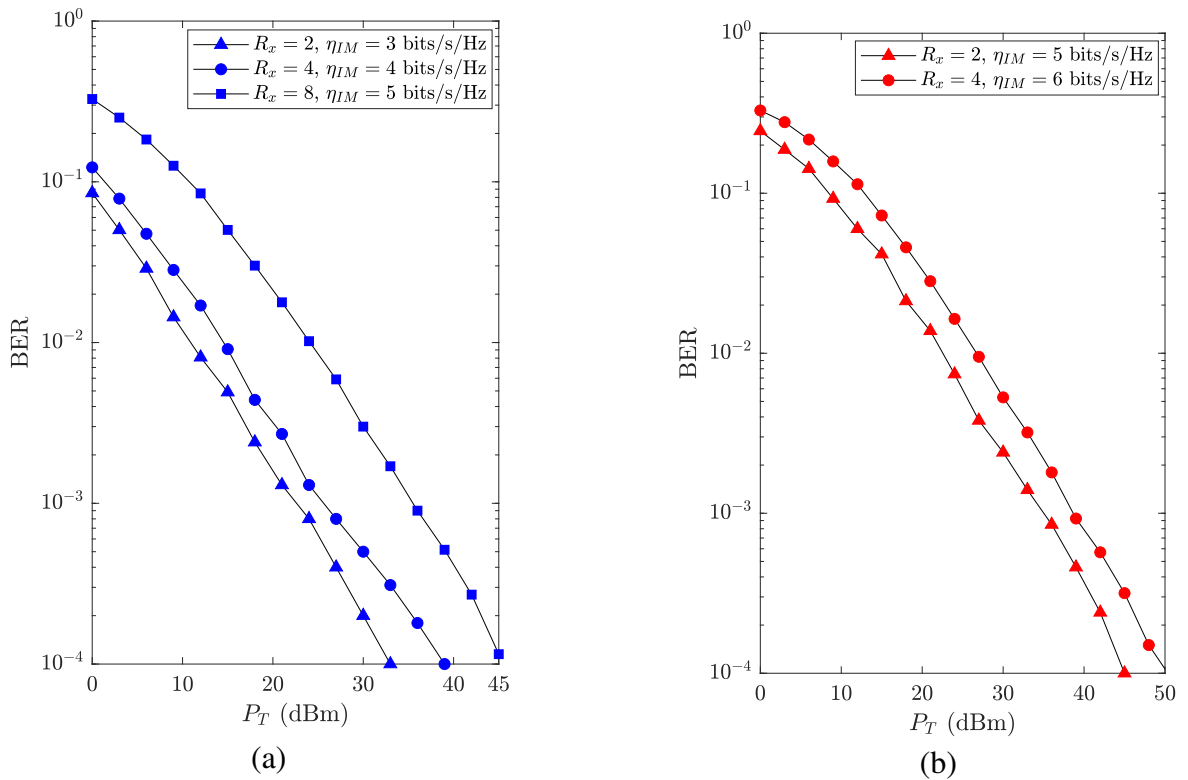 10^0
10^-1
10^-2
10^-3
10^-4
BER
0 10 20 30 40 45
P_T (dBm)
R_x = 2, η_IM = 3 bits/s/Hz
R_x = 4, η_IM = 4 bits/s/Hz
R_x = 8, η_IM = 5 bits/s/Hz
(a)
10^0
10^-1
10^-2
10^-3
10^-4
BER
0 10 20 30 40 50
P_T (dBm)
R_x = 2, η_IM = 5 bits/s/Hz
R_x = 4, η_IM = 6 bits/s/Hz
(b)